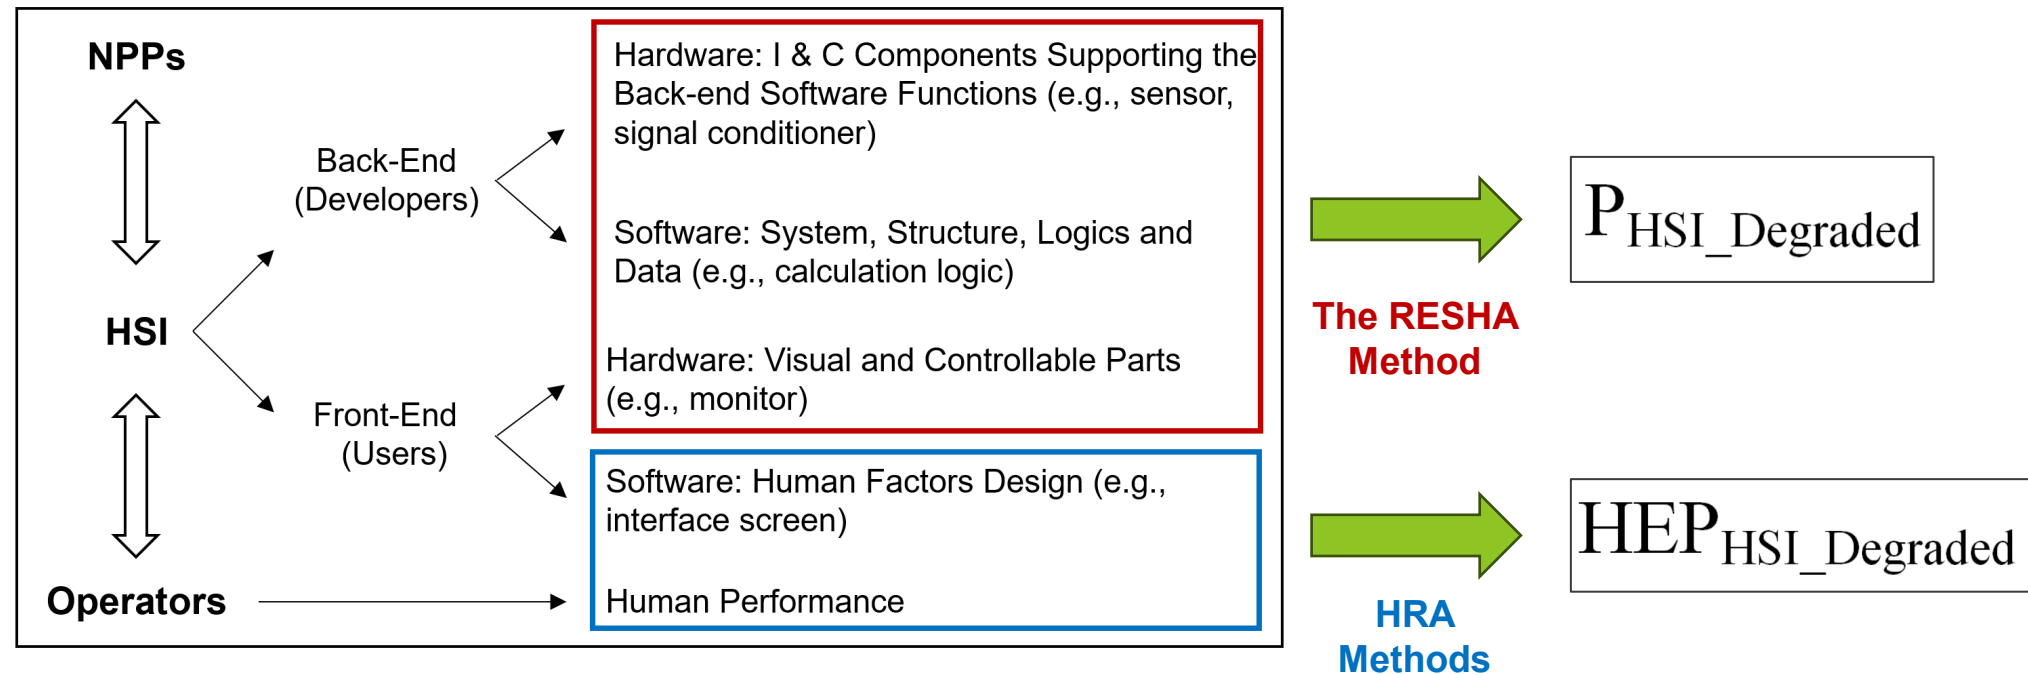 NPPs
HSI
Operators
Back-End
(Developers)
Front-End
(Users)
Hardware: I & C Components Supporting the
Back-end Software Functions (e.g., sensor,
signal conditioner)
Software: System, Structure, Logics and
Data (e.g., calculation logic)
Hardware: Visual and Controllable Parts
(e.g., monitor)
Software: Human Factors Design (e.g.,
interface screen)
Human Performance
The RESHA
Method
HRA
Methods
PHSI_Degraded
HEPHSI_Degraded